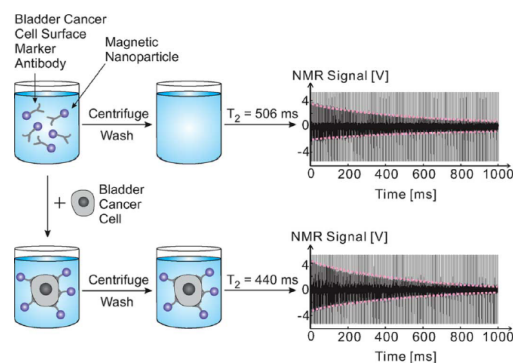 Bladder Cancer
Cell Surface
Marker
Antibody
Magnetic
Nanoparticle
Centrifuge
Wash
T2 = 506 ms
NMR Signal [V]
4
0
-4
0 200 400 600 800 1000
Time [ms]
+
Bladder
Cancer
Cell
Centrifuge
Wash
T2 = 440 ms
NMR Signal [V]
4
0
-4
0 200 400 600 800 1000
Time [ms]